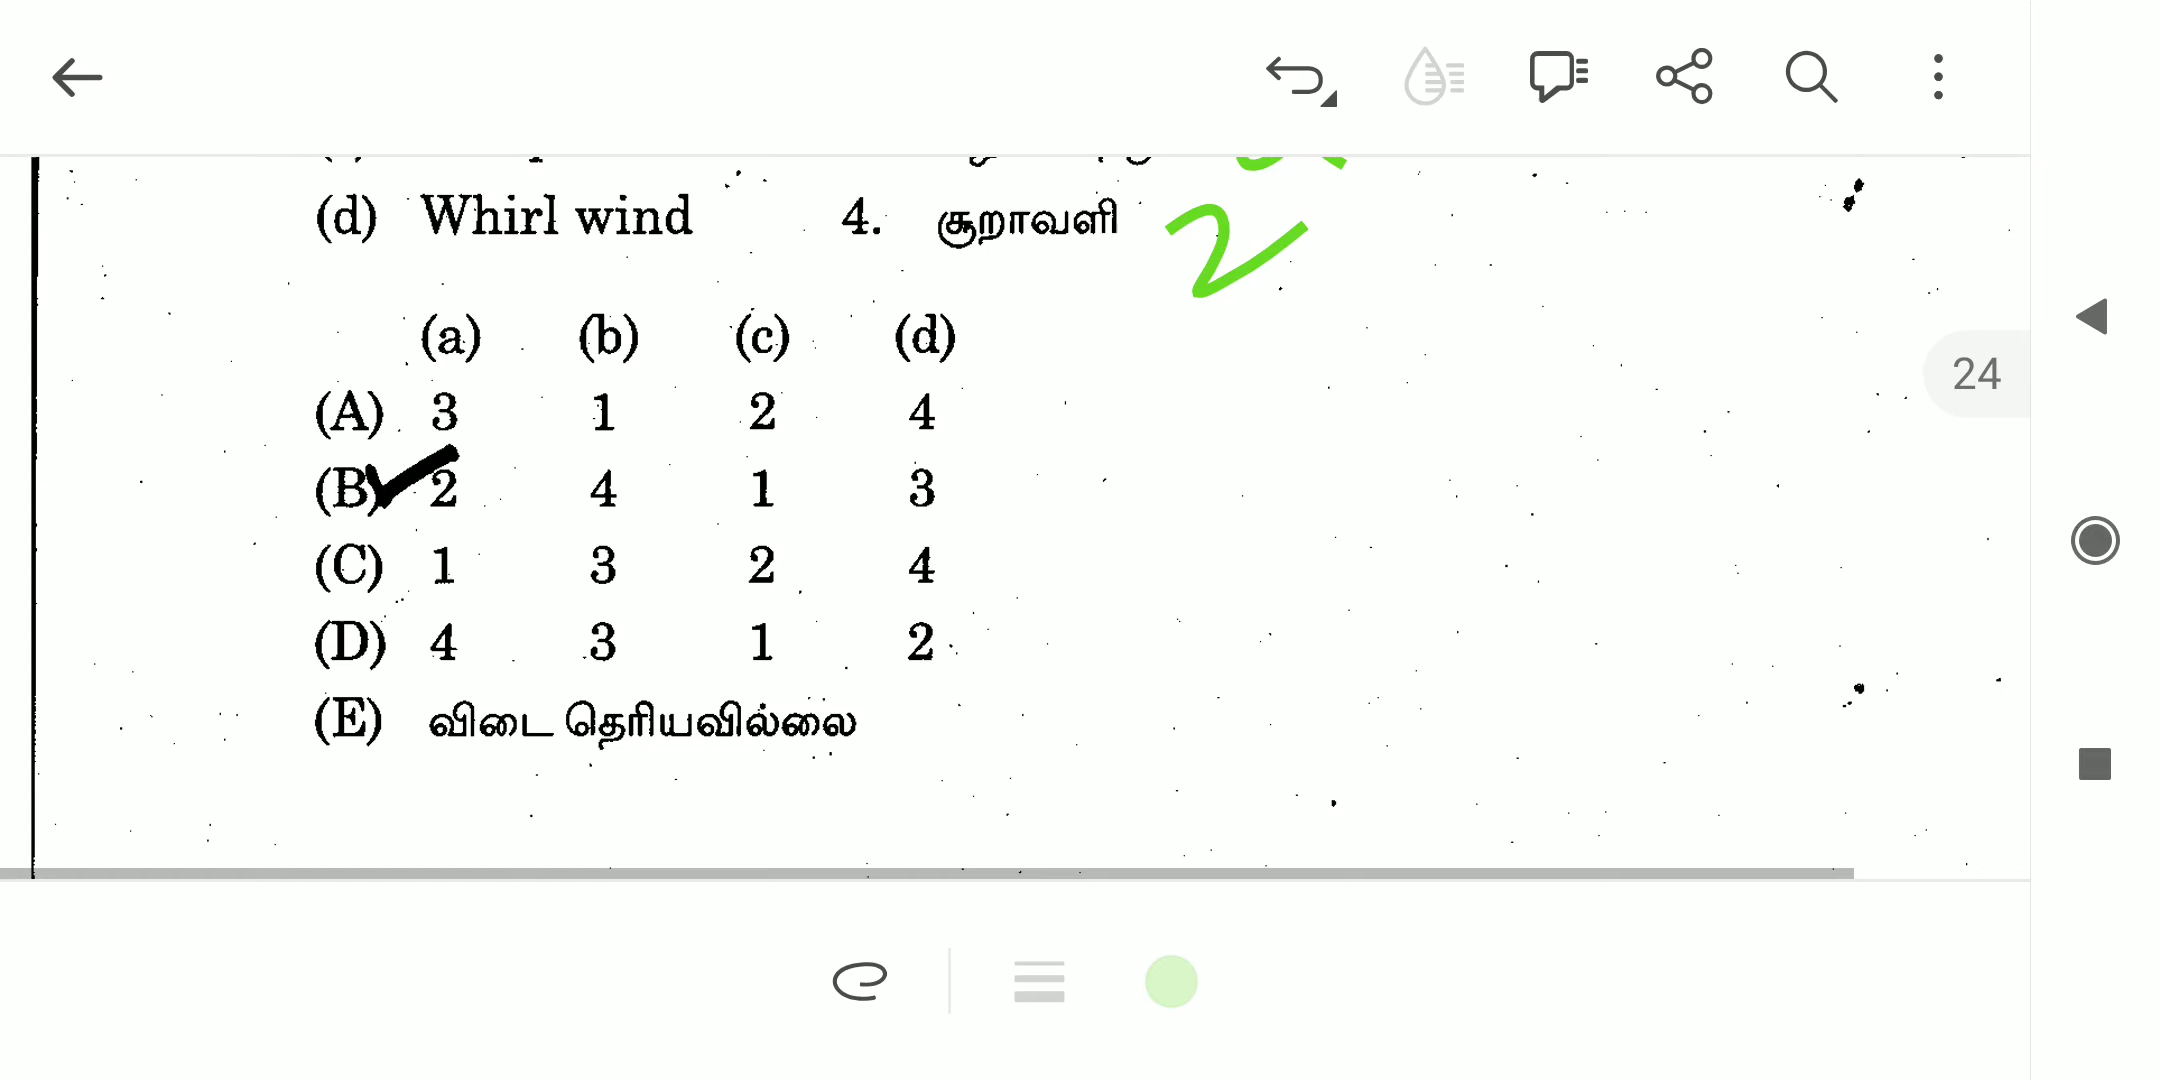 (d) Whirl wind 4. சூறாவளி 2
24
(a) (b) (c) (d)
(A) 3 1 2 4
(B) 2 4 1 3
(C) 1 3 2 4
(D) 4 3 1 2
(E) விடை தெரியவில்லை